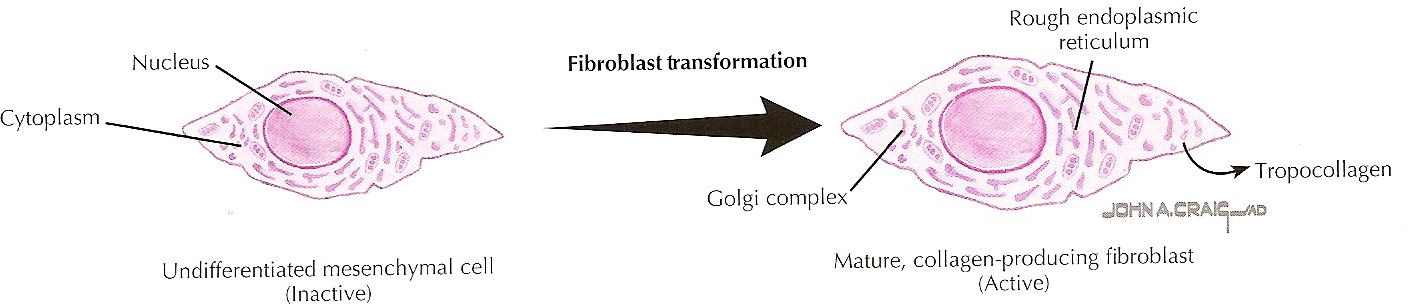 Nucleus
Cytoplasm
Undifferentiated mesenchymal cell
(Inactive)
Fibroblast transformation
Rough endoplasmic
reticulum
Golgi complex
Tropocollagen
JOHN A. CRAIG_AD
Mature, collagen-producing fibroblast
(Active)